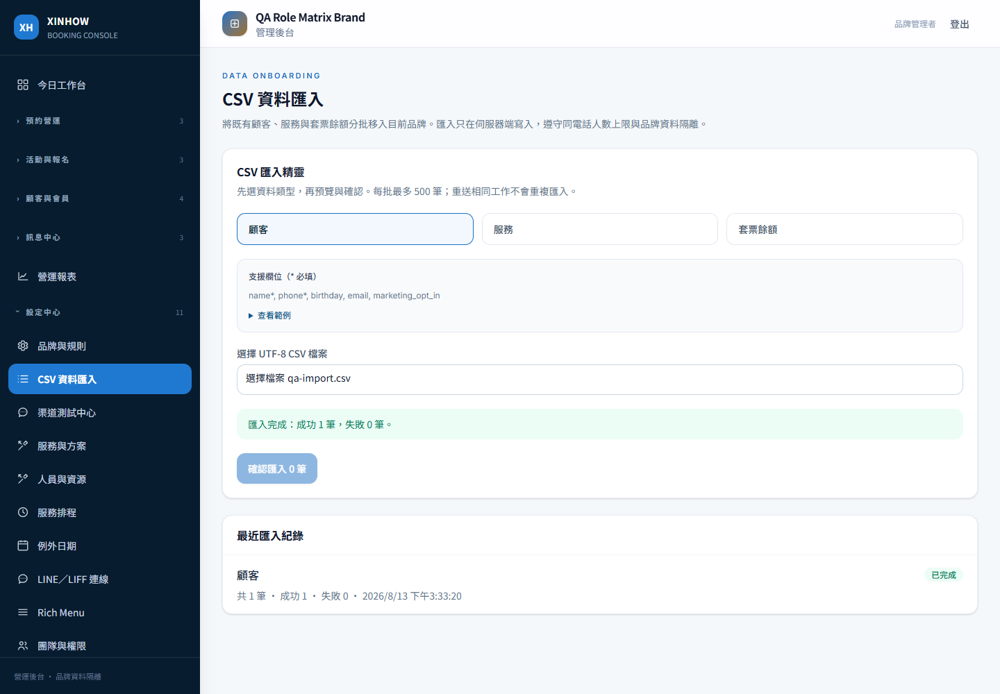 XH
XINHOW
BOOKING CONSOLE
今日工作台
預約營運 3
活動與報名 3
顧客與會員 4
訊息中心 3
營運報表
設定中心 11
品牌與規則
CSV 資料匯入
渠道測試中心
服務與方案
人員與資源
服務排程
例外日期
LINE／LIFF 連線
Rich Menu
團隊與權限
營運後台 · 品牌資料隔離
QA Role Matrix Brand
管理後台
品牌管理者 登出
DATA ONBOARDING
CSV 資料匯入
將既有顧客、服務與套票餘額分批移入目前品牌。匯入只在伺服器端寫入，遵守同電話人數上限與品牌資料隔離。
CSV 匯入精靈
先選資料類型，再預覽與確認。每批最多 500 筆；重送相同工作不會重複匯入。
顧客 服務 套票餘額
支援欄位（* 必填）
name*, phone*, birthday, email, marketing_opt_in
查看範例
選擇 UTF-8 CSV 檔案
選擇檔案 qa-import.csv
匯入完成：成功 1 筆，失敗 0 筆。
確認匯入 0 筆
最近匯入紀錄
顧客 已完成
共 1 筆 · 成功 1 · 失敗 0 · 2026/8/13 下午3:33:20